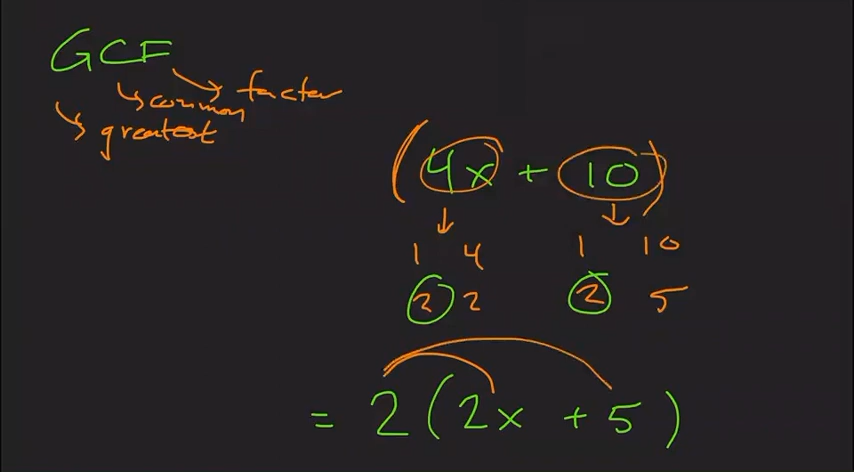 GCF
factor
common
greatest
(4x + 10)
1 4 1 10
2 2 2 5
= 2(2x + 5)